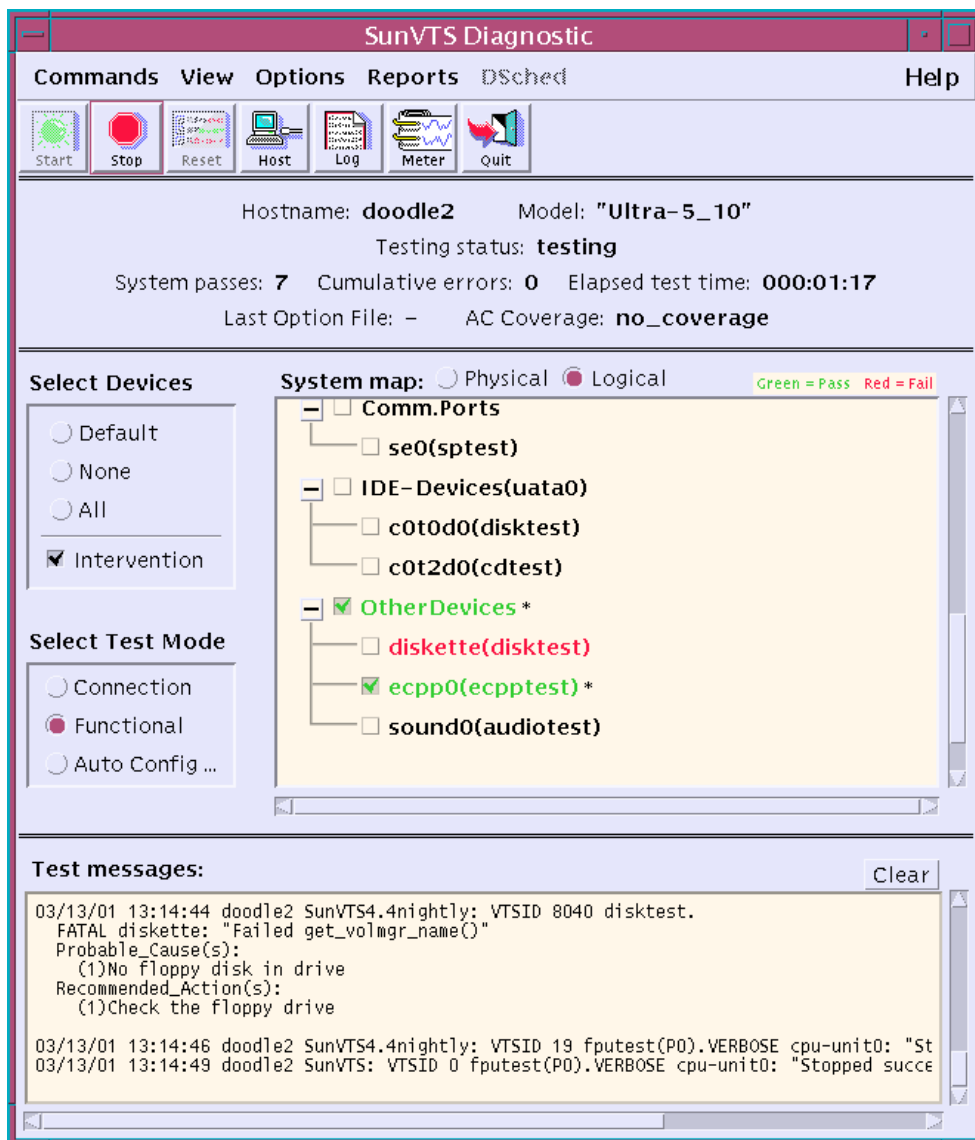 SunVTS Diagnostic
Commands View Options Reports DSched Help
Start Stop Reset Host Log Meter Quit
Hostname: doodle2 Model: "Ultra-5_10"
Testing status: testing
System passes: 7 Cumulative errors: 0 Elapsed test time: 000:01:17
Last Option File: – AC Coverage: no_coverage
Select Devices
Default
None
All
Intervention
Select Test Mode
Connection
Functional
Auto Config ...
System map: Physical Logical Green = Pass Red = Fail
Comm.Ports
se0(sptest)
IDE-Devices(uata0)
c0t0d0(disktest)
c0t2d0(cdtest)
OtherDevices *
diskette(disktest)
ecpp0(ecpptest) *
sound0(audiotest)
Test messages:
Clear
03/13/01 13:14:44 doodle2 SunVTS4.4nightly: VTSID 8040 disktest.
FATAL diskette: "Failed get_volmgr_name()"
Probable_Cause(s):
(1)No floppy disk in drive
Recommended_Action(s):
(1)Check the floppy drive
03/13/01 13:14:46 doodle2 SunVTS4.4nightly: VTSID 19 fputest(P0).VERBOSE cpu-unit0: "St
03/13/01 13:14:49 doodle2 SunVTS: VTSID 0 fputest(P0).VERBOSE cpu-unit0: "Stopped succe